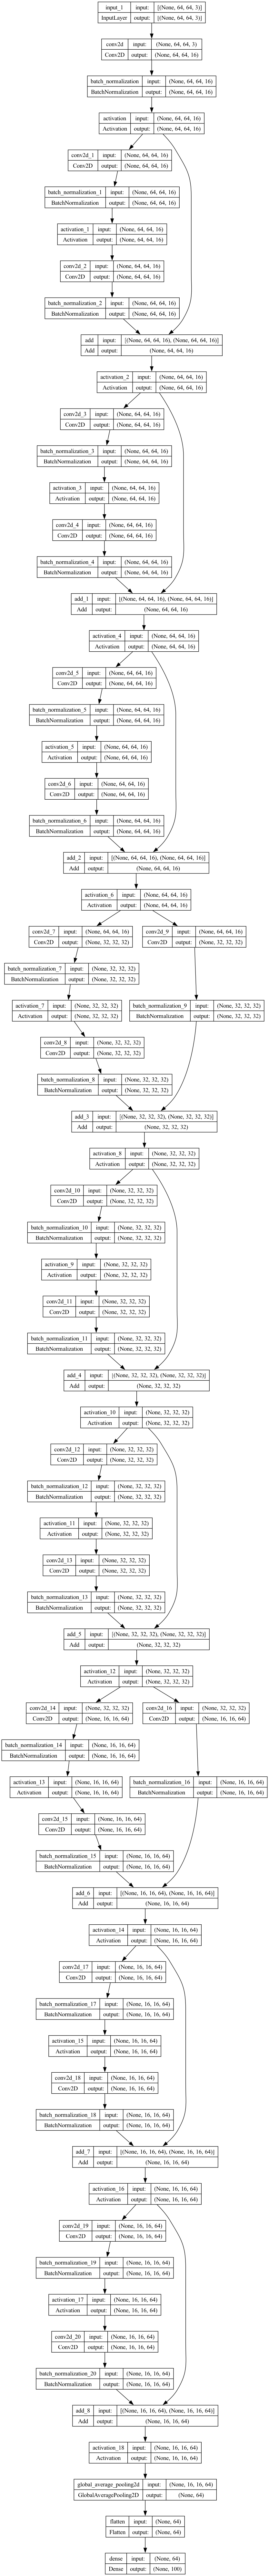 input_1 input: [(None, 64, 64, 3)]
InputLayer output: [(None, 64, 64, 3)]
conv2d input: (None, 64, 64, 3)
Conv2D output: (None, 64, 64, 16)
batch_normalization input: (None, 64, 64, 16)
BatchNormalization output: (None, 64, 64, 16)
activation input: (None, 64, 64, 16)
Activation output: (None, 64, 64, 16)
conv2d_1 input: (None, 64, 64, 16)
Conv2D output: (None, 64, 64, 16)
batch_normalization_1 input: (None, 64, 64, 16)
BatchNormalization output: (None, 64, 64, 16)
activation_1 input: (None, 64, 64, 16)
Activation output: (None, 64, 64, 16)
conv2d_2 input: (None, 64, 64, 16)
Conv2D output: (None, 64, 64, 16)
batch_normalization_2 input: (None, 64, 64, 16)
BatchNormalization output: (None, 64, 64, 16)
add input: [(None, 64, 64, 16), (None, 64, 64, 16)]
Add output: (None, 64, 64, 16)
activation_2 input: (None, 64, 64, 16)
Activation output: (None, 64, 64, 16)
conv2d_3 input: (None, 64, 64, 16)
Conv2D output: (None, 64, 64, 16)
batch_normalization_3 input: (None, 64, 64, 16)
BatchNormalization output: (None, 64, 64, 16)
activation_3 input: (None, 64, 64, 16)
Activation output: (None, 64, 64, 16)
conv2d_4 input: (None, 64, 64, 16)
Conv2D output: (None, 64, 64, 16)
batch_normalization_4 input: (None, 64, 64, 16)
BatchNormalization output: (None, 64, 64, 16)
add_1 input: [(None, 64, 64, 16), (None, 64, 64, 16)]
Add output: (None, 64, 64, 16)
activation_4 input: (None, 64, 64, 16)
Activation output: (None, 64, 64, 16)
conv2d_5 input: (None, 64, 64, 16)
Conv2D output: (None, 64, 64, 16)
batch_normalization_5 input: (None, 64, 64, 16)
BatchNormalization output: (None, 64, 64, 16)
activation_5 input: (None, 64, 64, 16)
Activation output: (None, 64, 64, 16)
conv2d_6 input: (None, 64, 64, 16)
Conv2D output: (None, 64, 64, 16)
batch_normalization_6 input: (None, 64, 64, 16)
BatchNormalization output: (None, 64, 64, 16)
add_2 input: [(None, 64, 64, 16), (None, 64, 64, 16)]
Add output: (None, 64, 64, 16)
activation_6 input: (None, 64, 64, 16)
Activation output: (None, 64, 64, 16)
conv2d_7 input: (None, 64, 64, 16)
Conv2D output: (None, 32, 32, 32)
conv2d_9 input: (None, 64, 64, 16)
Conv2D output: (None, 32, 32, 32)
batch_normalization_7 input: (None, 32, 32, 32)
BatchNormalization output: (None, 32, 32, 32)
activation_7 input: (None, 32, 32, 32)
Activation output: (None, 32, 32, 32)
batch_normalization_9 input: (None, 32, 32, 32)
BatchNormalization output: (None, 32, 32, 32)
conv2d_8 input: (None, 32, 32, 32)
Conv2D output: (None, 32, 32, 32)
batch_normalization_8 input: (None, 32, 32, 32)
BatchNormalization output: (None, 32, 32, 32)
add_3 input: [(None, 32, 32, 32), (None, 32, 32, 32)]
Add output: (None, 32, 32, 32)
activation_8 input: (None, 32, 32, 32)
Activation output: (None, 32, 32, 32)
conv2d_10 input: (None, 32, 32, 32)
Conv2D output: (None, 32, 32, 32)
batch_normalization_10 input: (None, 32, 32, 32)
BatchNormalization output: (None, 32, 32, 32)
activation_9 input: (None, 32, 32, 32)
Activation output: (None, 32, 32, 32)
conv2d_11 input: (None, 32, 32, 32)
Conv2D output: (None, 32, 32, 32)
batch_normalization_11 input: (None, 32, 32, 32)
BatchNormalization output: (None, 32, 32, 32)
add_4 input: [(None, 32, 32, 32), (None, 32, 32, 32)]
Add output: (None, 32, 32, 32)
activation_10 input: (None, 32, 32, 32)
Activation output: (None, 32, 32, 32)
conv2d_12 input: (None, 32, 32, 32)
Conv2D output: (None, 32, 32, 32)
batch_normalization_12 input: (None, 32, 32, 32)
BatchNormalization output: (None, 32, 32, 32)
activation_11 input: (None, 32, 32, 32)
Activation output: (None, 32, 32, 32)
conv2d_13 input: (None, 32, 32, 32)
Conv2D output: (None, 32, 32, 32)
batch_normalization_13 input: (None, 32, 32, 32)
BatchNormalization output: (None, 32, 32, 32)
add_5 input: [(None, 32, 32, 32), (None, 32, 32, 32)]
Add output: (None, 32, 32, 32)
activation_12 input: (None, 32, 32, 32)
Activation output: (None, 32, 32, 32)
conv2d_14 input: (None, 32, 32, 32)
Conv2D output: (None, 16, 16, 64)
conv2d_16 input: (None, 32, 32, 32)
Conv2D output: (None, 16, 16, 64)
batch_normalization_14 input: (None, 16, 16, 64)
BatchNormalization output: (None, 16, 16, 64)
activation_13 input: (None, 16, 16, 64)
Activation output: (None, 16, 16, 64)
batch_normalization_16 input: (None, 16, 16, 64)
BatchNormalization output: (None, 16, 16, 64)
conv2d_15 input: (None, 16, 16, 64)
Conv2D output: (None, 16, 16, 64)
batch_normalization_15 input: (None, 16, 16, 64)
BatchNormalization output: (None, 16, 16, 64)
add_6 input: [(None, 16, 16, 64), (None, 16, 16, 64)]
Add output: (None, 16, 16, 64)
activation_14 input: (None, 16, 16, 64)
Activation output: (None, 16, 16, 64)
conv2d_17 input: (None, 16, 16, 64)
Conv2D output: (None, 16, 16, 64)
batch_normalization_17 input: (None, 16, 16, 64)
BatchNormalization output: (None, 16, 16, 64)
activation_15 input: (None, 16, 16, 64)
Activation output: (None, 16, 16, 64)
conv2d_18 input: (None, 16, 16, 64)
Conv2D output: (None, 16, 16, 64)
batch_normalization_18 input: (None, 16, 16, 64)
BatchNormalization output: (None, 16, 16, 64)
add_7 input: [(None, 16, 16, 64), (None, 16, 16, 64)]
Add output: (None, 16, 16, 64)
activation_16 input: (None, 16, 16, 64)
Activation output: (None, 16, 16, 64)
conv2d_19 input: (None, 16, 16, 64)
Conv2D output: (None, 16, 16, 64)
batch_normalization_19 input: (None, 16, 16, 64)
BatchNormalization output: (None, 16, 16, 64)
activation_17 input: (None, 16, 16, 64)
Activation output: (None, 16, 16, 64)
conv2d_20 input: (None, 16, 16, 64)
Conv2D output: (None, 16, 16, 64)
batch_normalization_20 input: (None, 16, 16, 64)
BatchNormalization output: (None, 16, 16, 64)
add_8 input: [(None, 16, 16, 64), (None, 16, 16, 64)]
Add output: (None, 16, 16, 64)
activation_18 input: (None, 16, 16, 64)
Activation output: (None, 16, 16, 64)
global_average_pooling2d input: (None, 16, 16, 64)
GlobalAveragePooling2D output: (None, 64)
flatten input: (None, 64)
Flatten output: (None, 64)
dense input: (None, 64)
Dense output: (None, 100)